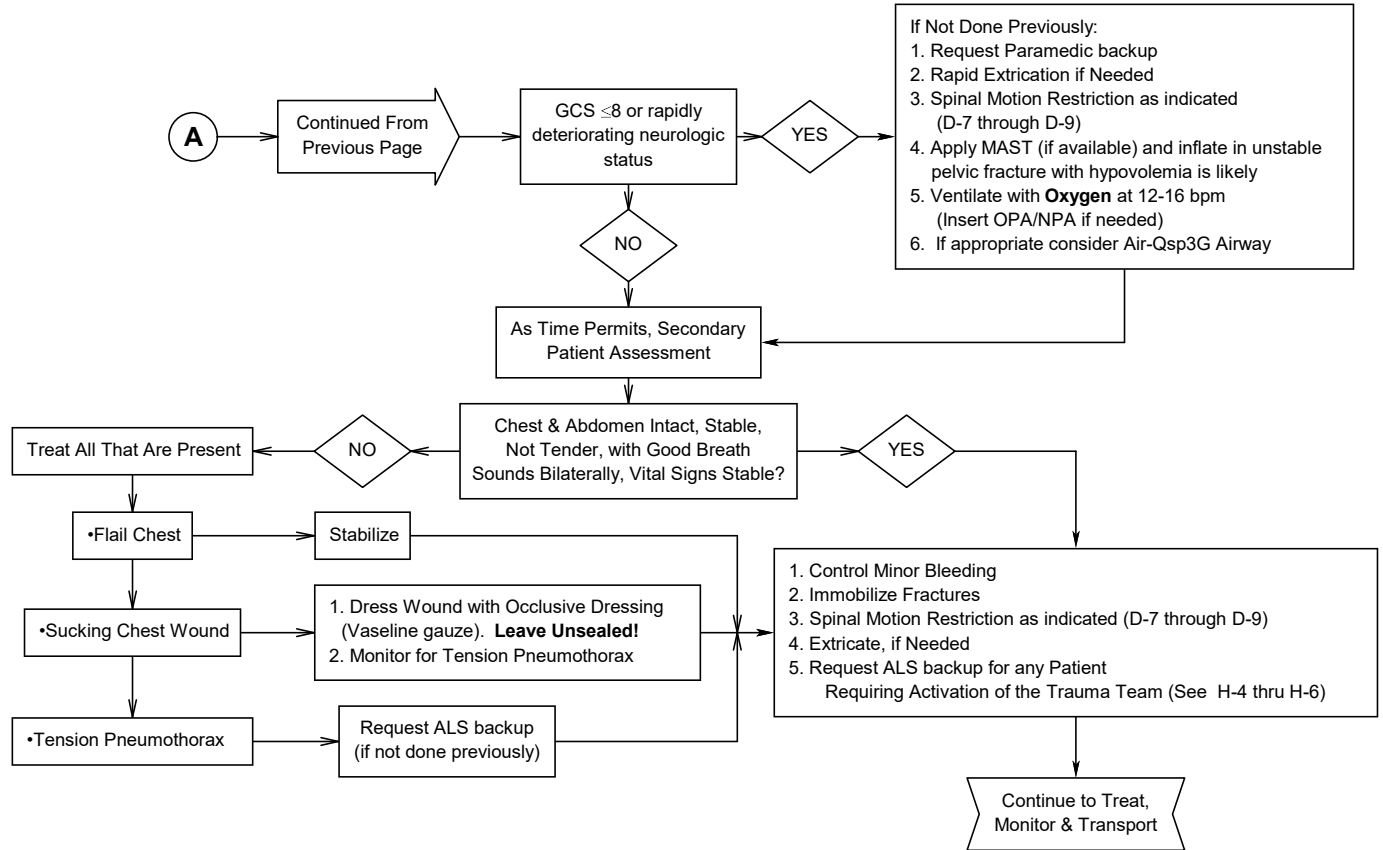 A
Continued From
Previous Page
GCS ≤8 or rapidly
deteriorating neurologic
status
YES
If Not Done Previously:
1. Request Paramedic backup
2. Rapid Extrication if Needed
3. Spinal Motion Restriction as indicated
(D-7 through D-9)
4. Apply MAST (if available) and inflate in unstable
pelvic fracture with hypovolemia is likely
5. Ventilate with Oxygen at 12-16 bpm
(Insert OPA/NPA if needed)
6. If appropriate consider Air-Qsp3G Airway
NO
As Time Permits, Secondary
Patient Assessment
Chest & Abdomen Intact, Stable,
Not Tender, with Good Breath
Sounds Bilaterally, Vital Signs Stable?
YES
NO
Treat All That Are Present
•Flail Chest
Stabilize
•Sucking Chest Wound
1. Dress Wound with Occlusive Dressing
(Vaseline gauze). Leave Unsealed!
2. Monitor for Tension Pneumothorax
•Tension Pneumothorax
Request ALS backup
(if not done previously)
1. Control Minor Bleeding
2. Immobilize Fractures
3. Spinal Motion Restriction as indicated (D-7 through D-9)
4. Extricate, if Needed
5. Request ALS backup for any Patient
Requiring Activation of the Trauma Team (See H-4 thru H-6)
Continue to Treat,
Monitor & Transport